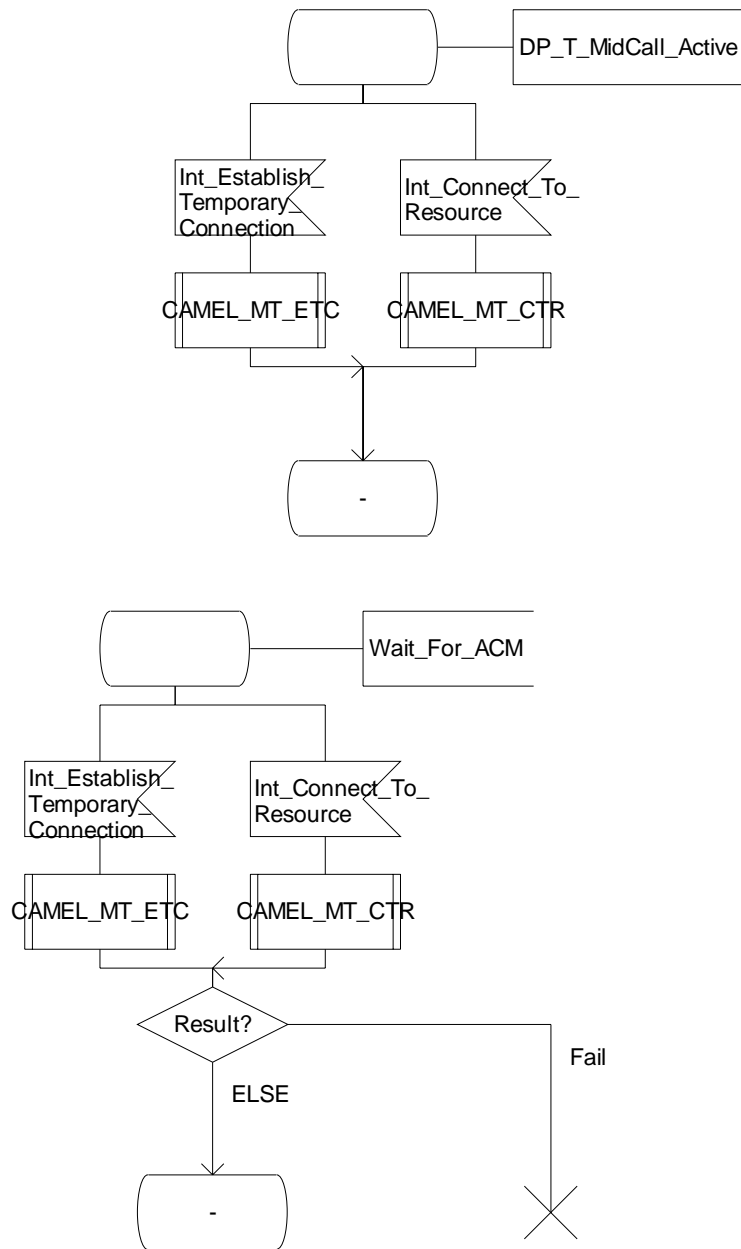 DP_T_MidCall_Active
Int_Establish_
Temporary_
Connection
Int_Connect_To_
Resource
CAMEL_MT_ETC
CAMEL_MT_CTR
-
Wait_For_ACM
Int_Establish_
Temporary_
Connection
Int_Connect_To_
Resource
CAMEL_MT_ETC
CAMEL_MT_CTR
Result?
Fail
ELSE
-